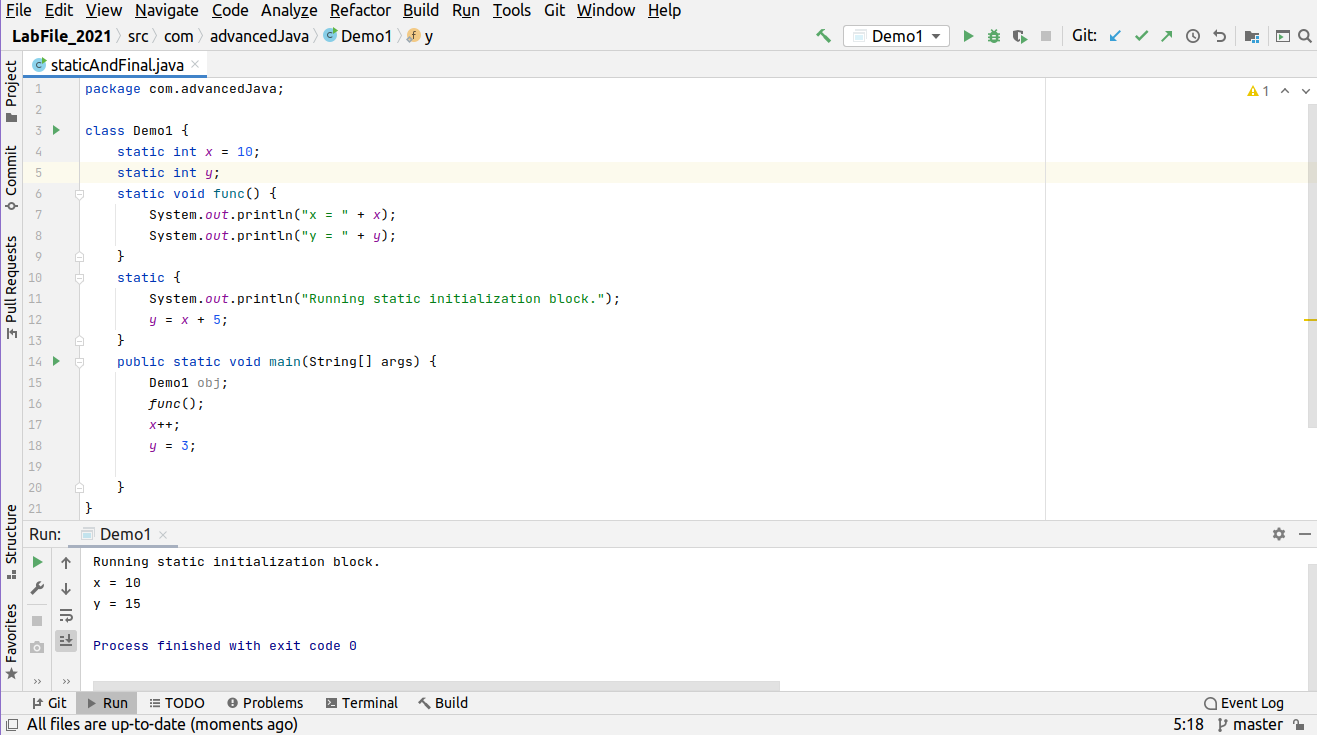 File Edit View Navigate Code Analyze Refactor Build Run Tools Git Window Help
LabFile_2021 src com advancedJava Demo1 y Demo1 Git:
staticAndFinal.java
1 package com.advancedJava;
2
3 class Demo1 {
4 static int x = 10;
5 static int y;
6 static void func() {
7 System.out.println("x = " + x);
8 System.out.println("y = " + y);
9 }
10 static {
11 System.out.println("Running static initialization block.");
12 y = x + 5;
13 }
14 public static void main(String[] args) {
15 Demo1 obj;
16 func();
17 x++;
18 y = 3;
19
20 }
21 }
1
Project
Commit
Pull Requests
Structure
Favorites
Run: Demo1
Running static initialization block.
x = 10
y = 15
Process finished with exit code 0
Git Run TODO Problems Terminal Build Event Log
All files are up-to-date (moments ago) 5:18 master